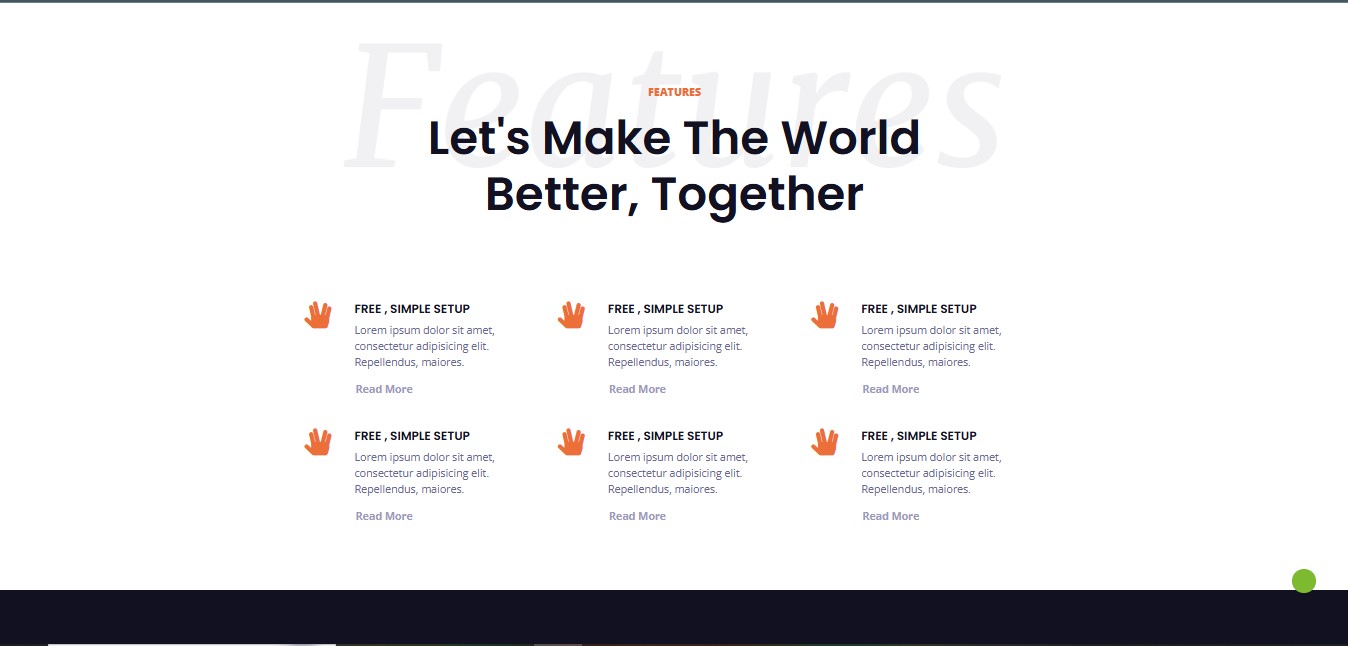 Features
FEATURES
Let's Make The World
Better, Together
FREE , SIMPLE SETUP
Lorem ipsum dolor sit amet,
consectetur adipisicing elit.
Repellendus, maiores.
Read More
FREE , SIMPLE SETUP
Lorem ipsum dolor sit amet,
consectetur adipisicing elit.
Repellendus, maiores.
Read More
FREE , SIMPLE SETUP
Lorem ipsum dolor sit amet,
consectetur adipisicing elit.
Repellendus, maiores.
Read More
FREE , SIMPLE SETUP
Lorem ipsum dolor sit amet,
consectetur adipisicing elit.
Repellendus, maiores.
Read More
FREE , SIMPLE SETUP
Lorem ipsum dolor sit amet,
consectetur adipisicing elit.
Repellendus, maiores.
Read More
FREE , SIMPLE SETUP
Lorem ipsum dolor sit amet,
consectetur adipisicing elit.
Repellendus, maiores.
Read More